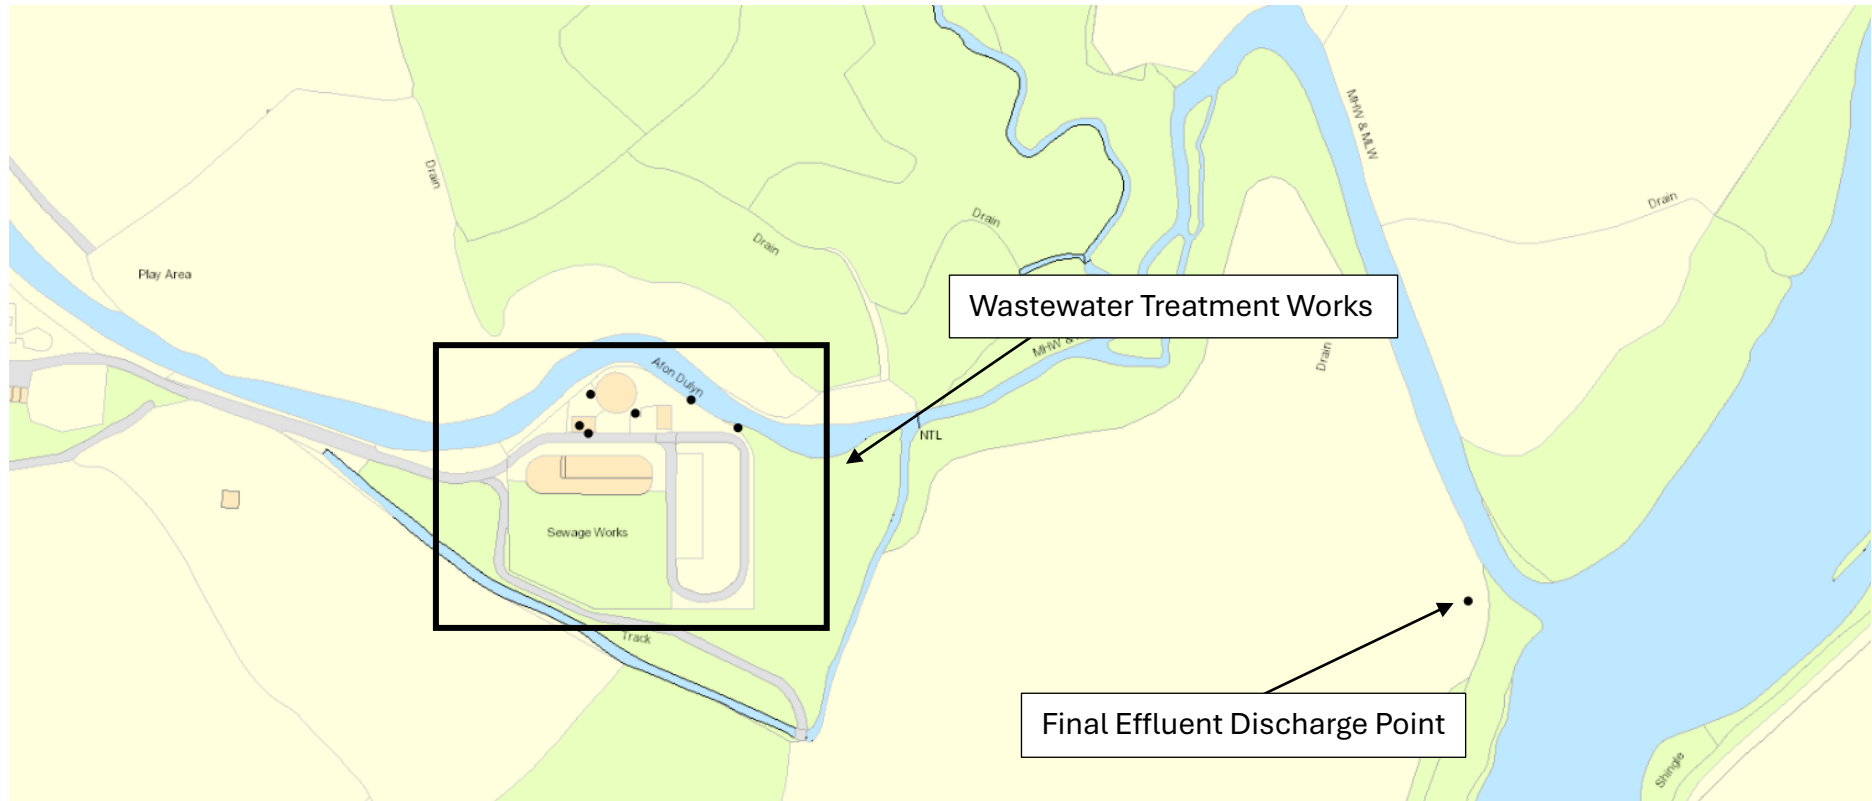 MHW & MLW
Drain
Drain
Drain
Drain
Play Area
Wastewater Treatment Works
MHW &
Drain
Afon Dulyn
NTL
Sewage Works
Track
Final Effluent Discharge Point
Shingle